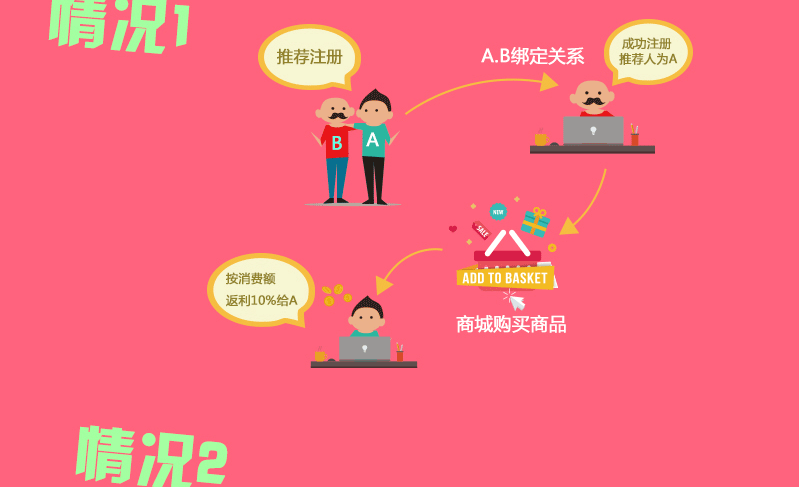 情况1
推荐注册
A.B绑定关系
成功注册
推荐人为A
B
A
NEW
SALE
ADD TO BASKET
商城购买商品
按消费额
返利10%给A
情况2